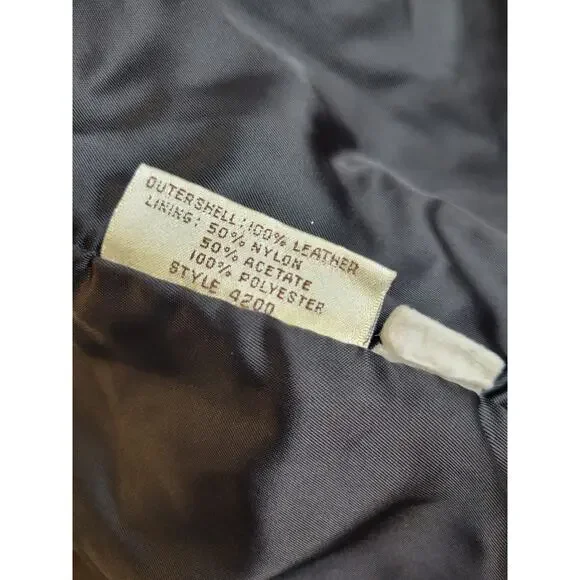 OUTERSHELL: 100% LEATHER
LINING: 50% NYLON
50% ACETATE
100% POLYESTER
STYLE 4200